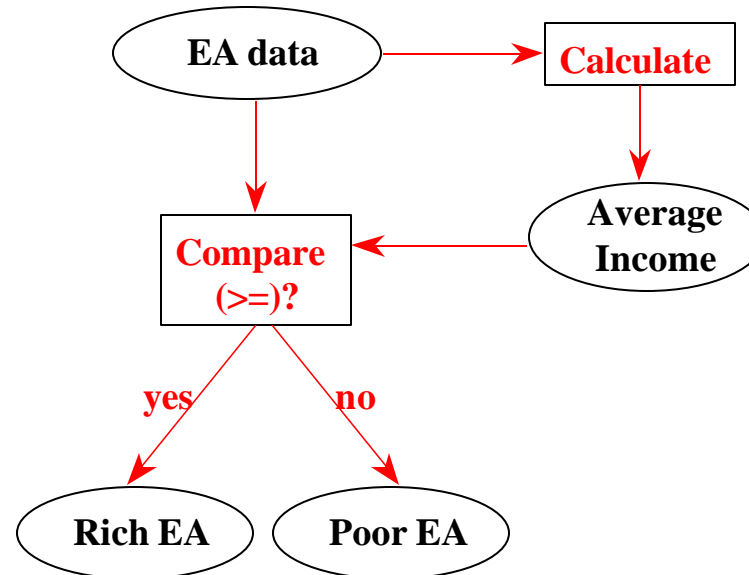 EA data
Calculate
Average
Income
Compare
(>=)?
yes
no
Rich EA
Poor EA